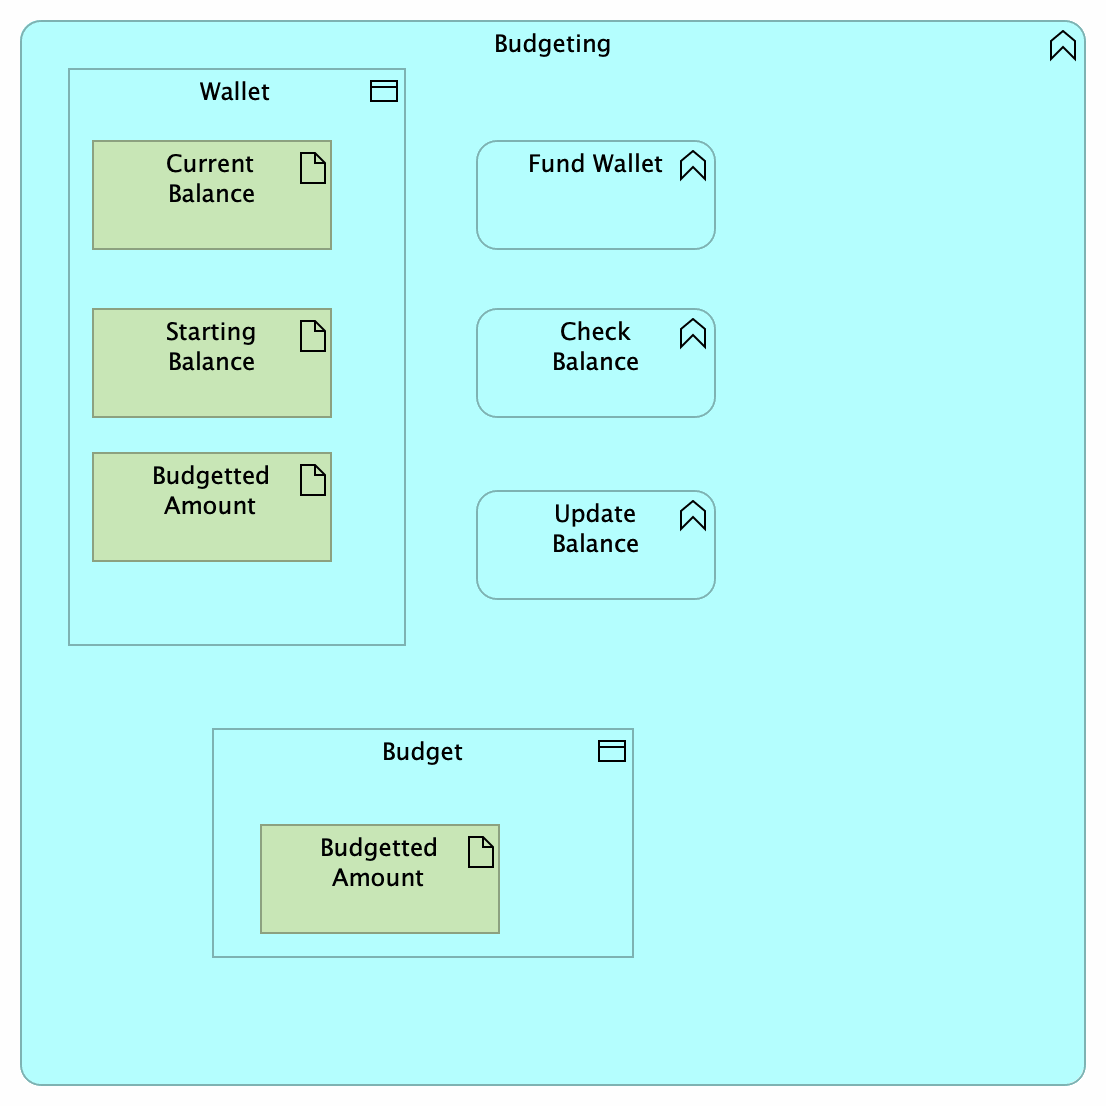 Budgeting
Wallet
Current
Balance
Fund Wallet
Starting
Balance
Check
Balance
Budgetted
Amount
Update
Balance
Budget
Budgetted
Amount